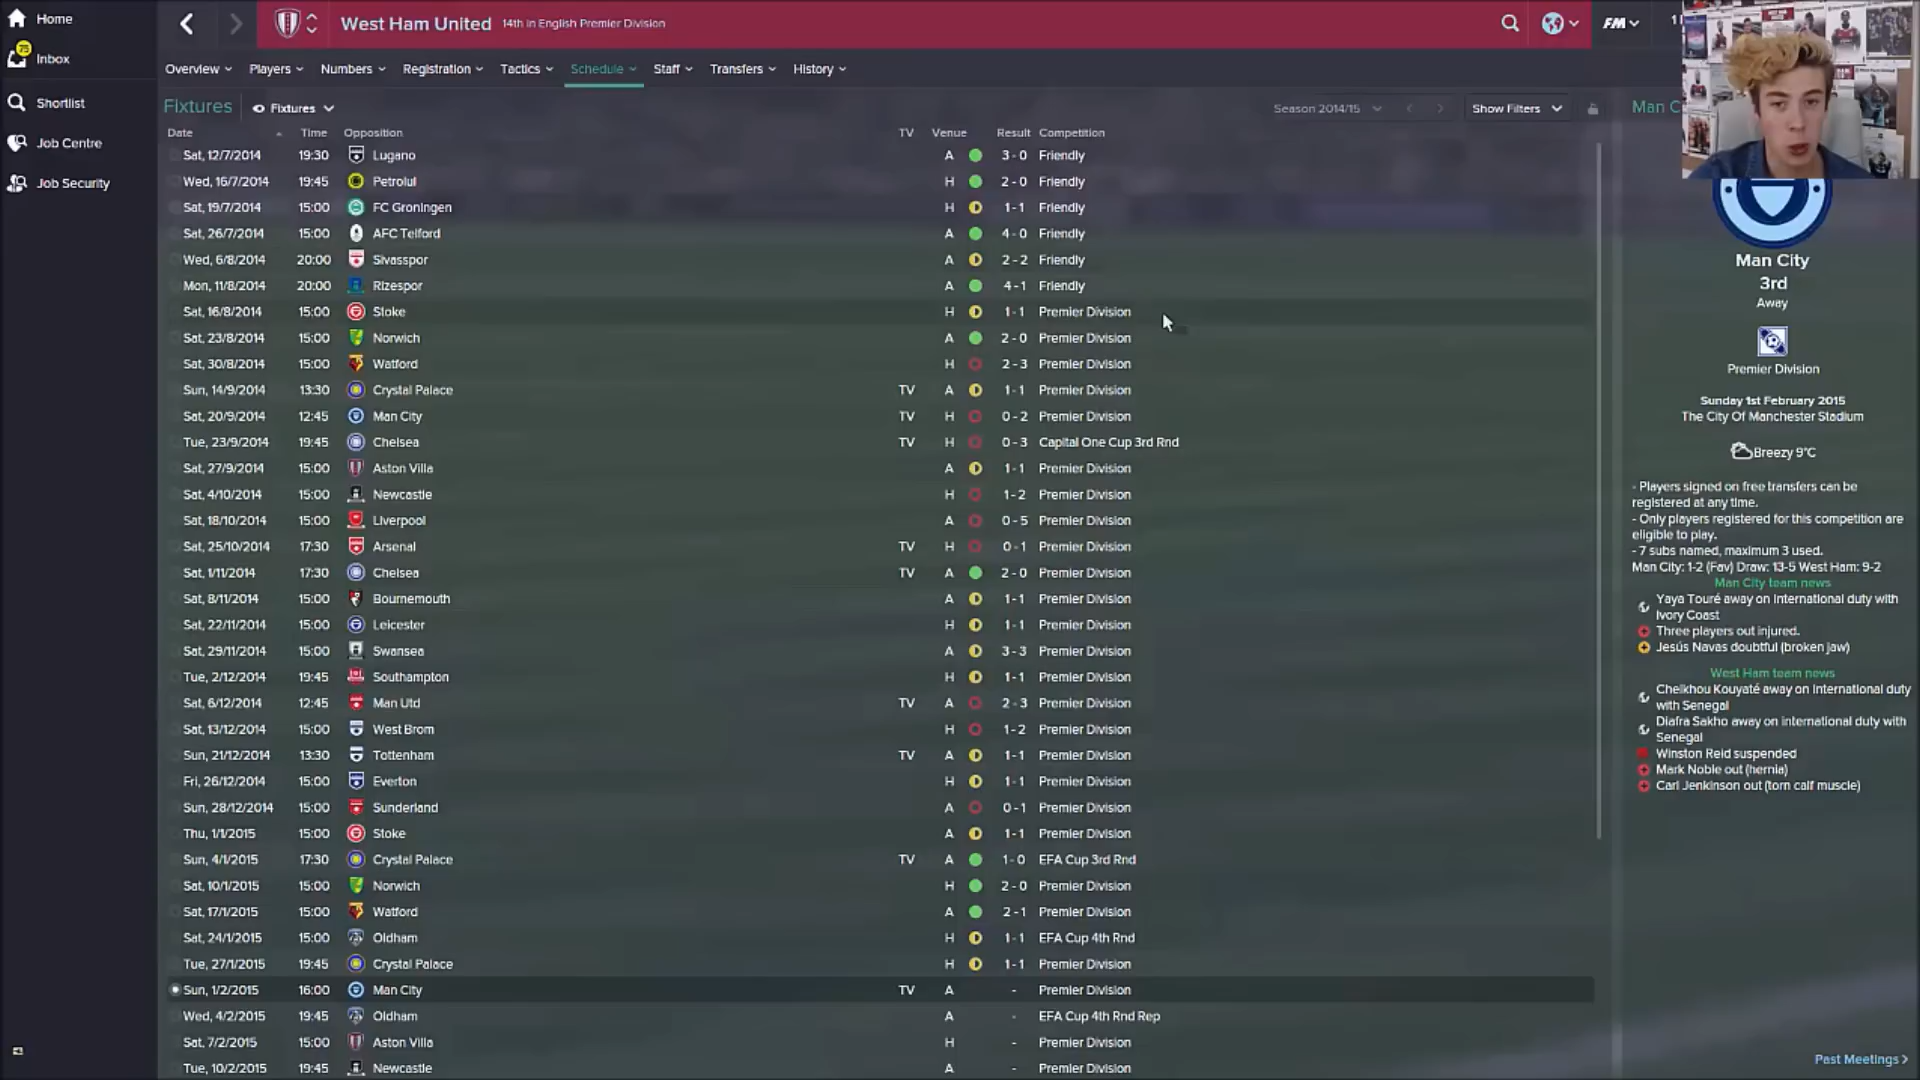 Home
75
Inbox
Shortlist
Job Centre
Job Security
West Ham United 14th in English Premier Division
FM
Overview Players Numbers Registration Tactics Schedule Staff Transfers History
Fixtures Fixtures Season 2014/15 Show Filters
Date Time Opposition TV Venue Result Competition
Sat, 12/7/2014 19:30 Lugano A 3 - 0 Friendly
Wed, 16/7/2014 19:45 Petrolul H 2 - 0 Friendly
Sat, 19/7/2014 15:00 FC Groningen H 1 - 1 Friendly
Sat, 26/7/2014 15:00 AFC Telford A 4 - 0 Friendly
Wed, 6/8/2014 20:00 Sivasspor A 2 - 2 Friendly
Mon, 11/8/2014 20:00 Rizespor A 4 - 1 Friendly
Sat, 16/8/2014 15:00 Stoke H 1 - 1 Premier Division
Sat, 23/8/2014 15:00 Norwich A 2 - 0 Premier Division
Sat, 30/8/2014 15:00 Watford H 2 - 3 Premier Division
Sun, 14/9/2014 13:30 Crystal Palace TV A 1 - 1 Premier Division
Sat, 20/9/2014 12:45 Man City TV H 0 - 2 Premier Division
Tue, 23/9/2014 19:45 Chelsea TV H 0 - 3 Capital One Cup 3rd Rnd
Sat, 27/9/2014 15:00 Aston Villa A 1 - 1 Premier Division
Sat, 4/10/2014 15:00 Newcastle H 1 - 2 Premier Division
Sat, 18/10/2014 15:00 Liverpool A 0 - 5 Premier Division
Sat, 25/10/2014 17:30 Arsenal TV H 0 - 1 Premier Division
Sat, 1/11/2014 17:30 Chelsea TV A 2 - 0 Premier Division
Sat, 8/11/2014 15:00 Bournemouth A 1 - 1 Premier Division
Sat, 22/11/2014 15:00 Leicester H 1 - 1 Premier Division
Sat, 29/11/2014 15:00 Swansea A 3 - 3 Premier Division
Tue, 2/12/2014 19:45 Southampton H 1 - 1 Premier Division
Sat, 6/12/2014 12:45 Man Utd TV A 2 - 3 Premier Division
Sat, 13/12/2014 15:00 West Brom H 1 - 2 Premier Division
Sun, 21/12/2014 13:30 Tottenham TV A 1 - 1 Premier Division
Fri, 26/12/2014 15:00 Everton H 1 - 1 Premier Division
Sun, 28/12/2014 15:00 Sunderland A 0 - 1 Premier Division
Thu, 1/1/2015 15:00 Stoke A 1 - 1 Premier Division
Sun, 4/1/2015 17:30 Crystal Palace TV A 1 - 0 EFA Cup 3rd Rnd
Sat, 10/1/2015 15:00 Norwich H 2 - 0 Premier Division
Sat, 17/1/2015 15:00 Watford A 2 - 1 Premier Division
Sat, 24/1/2015 15:00 Oldham H 1 - 1 EFA Cup 4th Rnd
Tue, 27/1/2015 19:45 Crystal Palace H 1 - 1 Premier Division
Sun, 1/2/2015 16:00 Man City TV A - Premier Division
Wed, 4/2/2015 19:45 Oldham A - EFA Cup 4th Rnd Rep
Sat, 7/2/2015 15:00 Aston Villa H - Premier Division
Tue, 10/2/2015 19:45 Newcastle A - Premier Division
Man C
Man City
3rd
Away
Premier Division
Sunday 1st February 2015
The City Of Manchester Stadium
Breezy 9°C
- Players signed on free transfers can be
registered at any time.
- Only players registered for this competition are
eligible to play.
- 7 subs named, maximum 3 used.
Man City: 1-2 (Fav) Draw: 13-5 West Ham: 9-2
Man City team news
Yaya Touré away on international duty with
Ivory Coast
Three players out injured.
Jesús Navas doubtful (broken jaw)
West Ham team news
Cheikhou Kouyaté away on international duty
with Senegal
Diafra Sakho away on international duty with
Senegal
Winston Reid suspended
Mark Noble out (hernia)
Carl Jenkinson out (torn calf muscle)
Past Meetings >